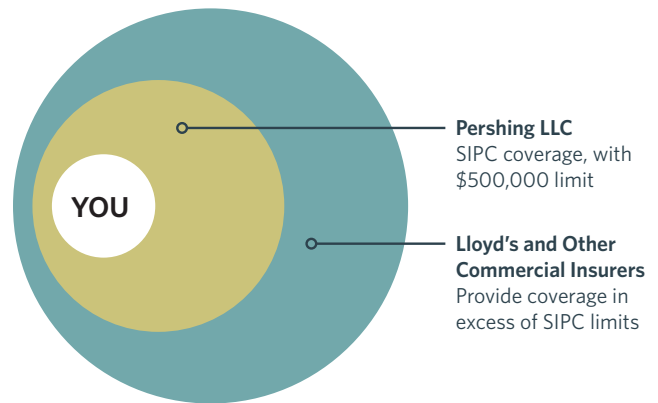 YOU
Pershing LLC
SIPC coverage, with
$500,000 limit
Lloyd’s and Other
Commercial Insurers
Provide coverage in
excess of SIPC limits